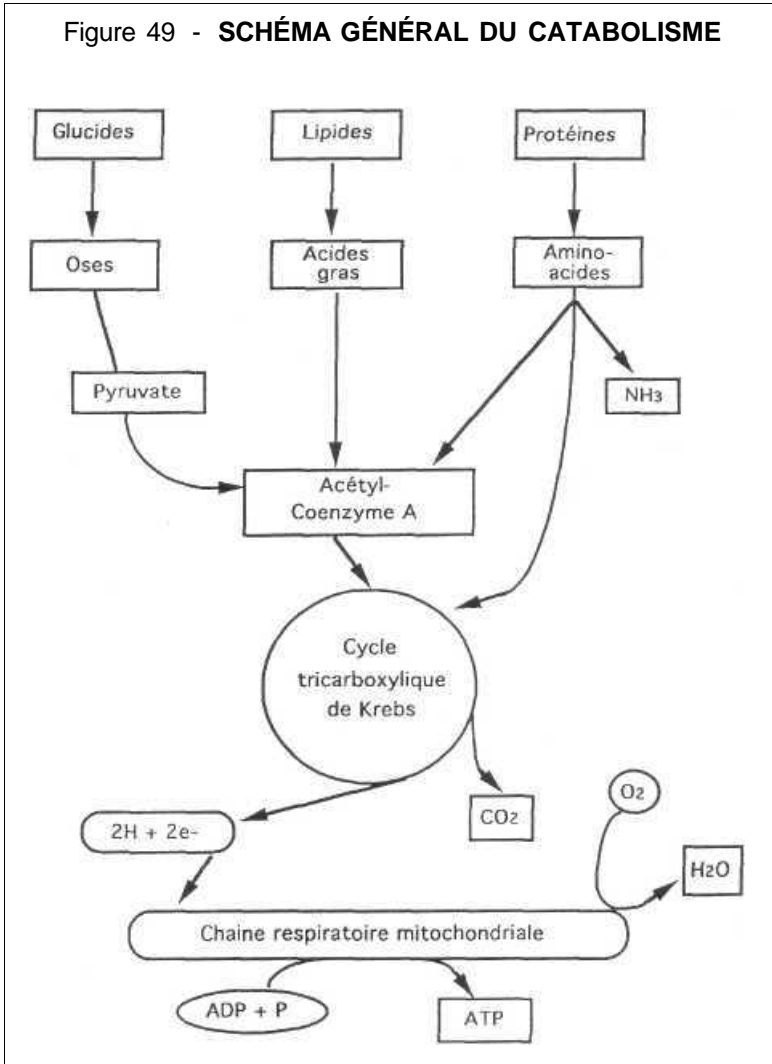 Figure 49 - SCHÉMA GÉNÉRAL DU CATABOLISME
Glucides
Lipides
Protéines
Oses
Acides
gras
Amino-
acides
Pyruvate
NH3
Acétyl-
Coenzyme A
Cycle
tricarboxylique
de Krebs
CO2
O2
2H + 2e-
H2O
Chaine respiratoire mitochondriale
ADP + P
ATP